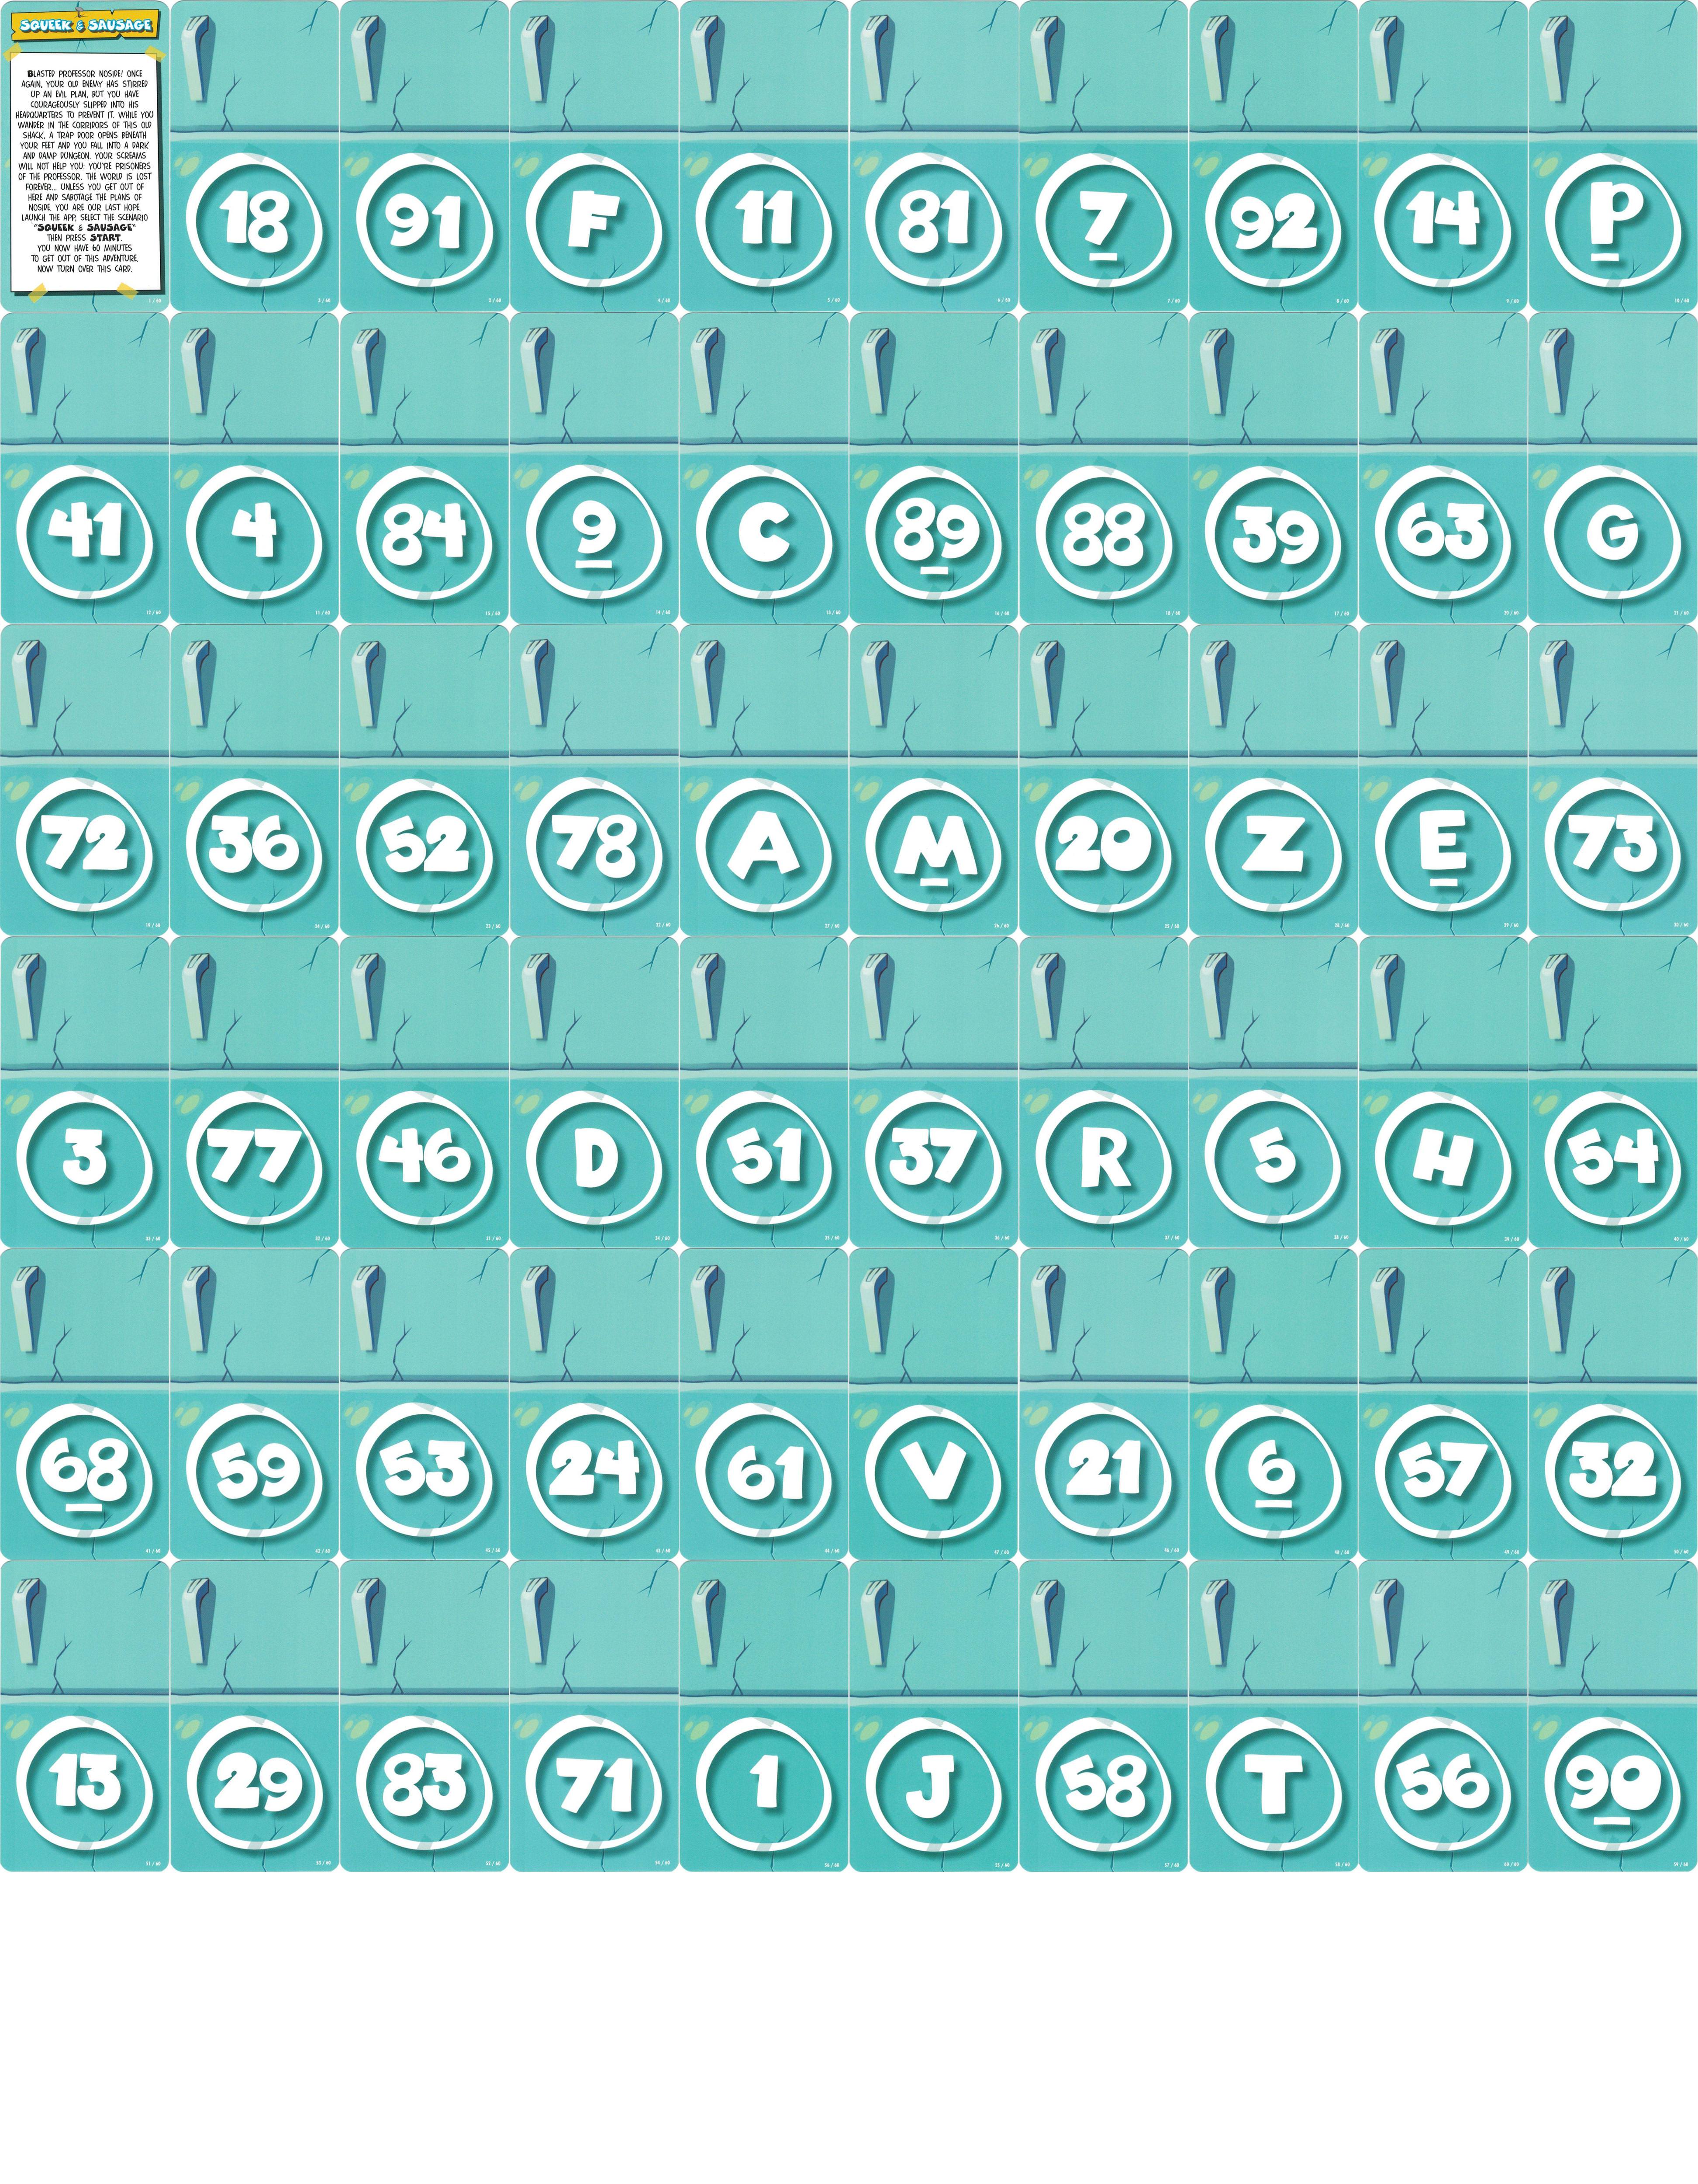 SQUEEK & SAUSAGE
BLASTED PROFESSOR NOSIDE! ONCE
AGAIN, YOUR OLD ENEMY HAS STIRRED
UP AN EVIL PLAN, BUT YOU HAVE
COURAGEOUSLY SLIPPED INTO HIS
HEADQUARTERS TO PREVENT IT. WHILE YOU
WANDER IN THE CORRIDORS OF THIS OLD
SHACK, A TRAP DOOR OPENS BENEATH
YOUR FEET AND YOU FALL INTO A DARK
AND DAMP DUNGEON. YOUR SCREAMS
WILL NOT HELP YOU: YOU'RE PRISONERS
OF THE PROFESSOR. THE WORLD IS LOST
FOREVER... UNLESS YOU GET OUT OF
HERE AND SABOTAGE THE PLANS OF
NOSIDE. YOU ARE OUR LAST HOPE.
LAUNCH THE APP, SELECT THE SCENARIO
"SQUEEK & SAUSAGE"
THEN PRESS START.
YOU NOW HAVE 60 MINUTES
TO GET OUT OF THIS ADVENTURE.
NOW TURN OVER THIS CARD.
18 91 F 11 81 7 92 14 P
41 4 84 9 C 89 88 39 63 G
72 36 52 78 A M 20 Z E 73
3 77 46 D 51 37 R 5 H 54
68 59 53 24 61 V 21 6 57 32
13 29 83 71 1 J 58 T 56 90